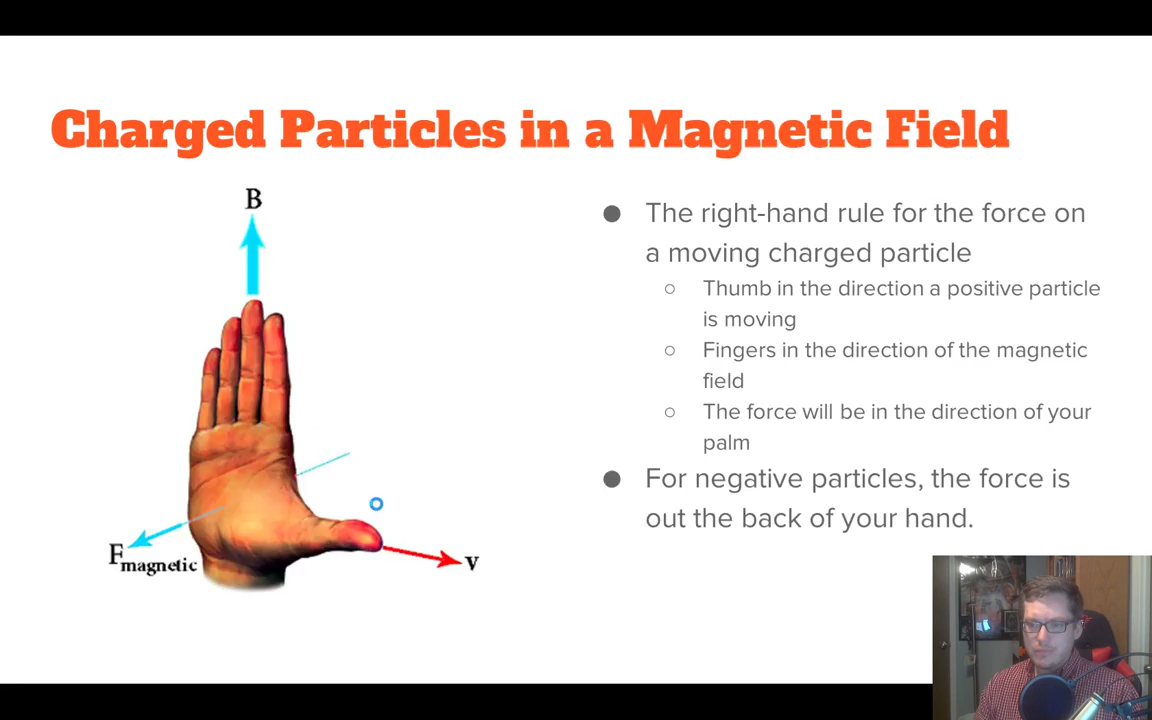 Charged Particles in a Magnetic Field
B
F
magnetic
v
● The right-hand rule for the force on
a moving charged particle
○ Thumb in the direction a positive particle
is moving
○ Fingers in the direction of the magnetic
field
○ The force will be in the direction of your
palm
● For negative particles, the force is
out the back of your hand.